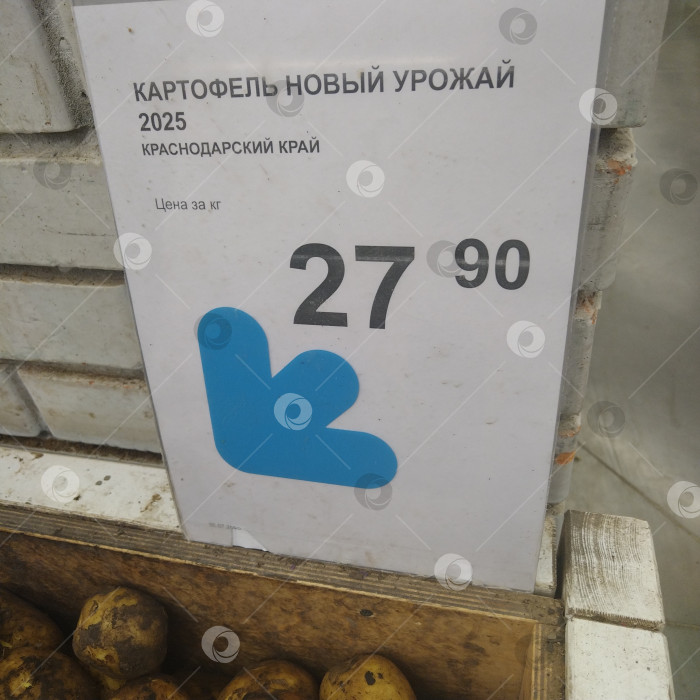 КАРТОФЕЛЬ НОВЫЙ УРОЖАЙ
2025
КРАСНОДАРСКИЙ КРАЙ
Цена за кг
27 90